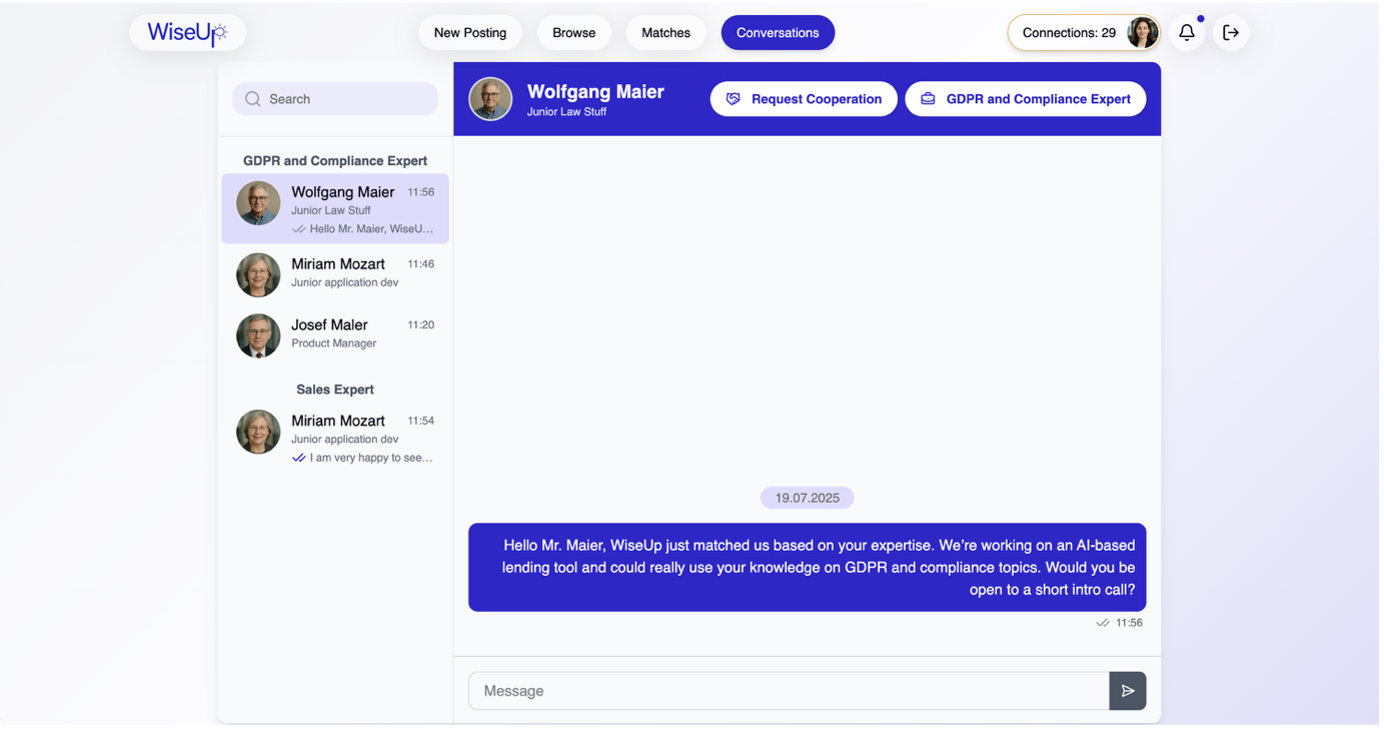 WiseUp
New Posting
Browse
Matches
Conversations
Connections: 29
Search
GDPR and Compliance Expert
Wolfgang Maier 11:56
Junior Law Stuff
Hello Mr. Maier, WiseU...
Miriam Mozart 11:46
Junior application dev
Josef Maler 11:20
Product Manager
Sales Expert
Miriam Mozart 11:54
Junior application dev
I am very happy to see...
Wolfgang Maier
Junior Law Stuff
Request Cooperation
GDPR and Compliance Expert
19.07.2025
Hello Mr. Maier, WiseUp just matched us based on your expertise. We're working on an AI-based
lending tool and could really use your knowledge on GDPR and compliance topics. Would you be
open to a short intro call?
11:56
Message